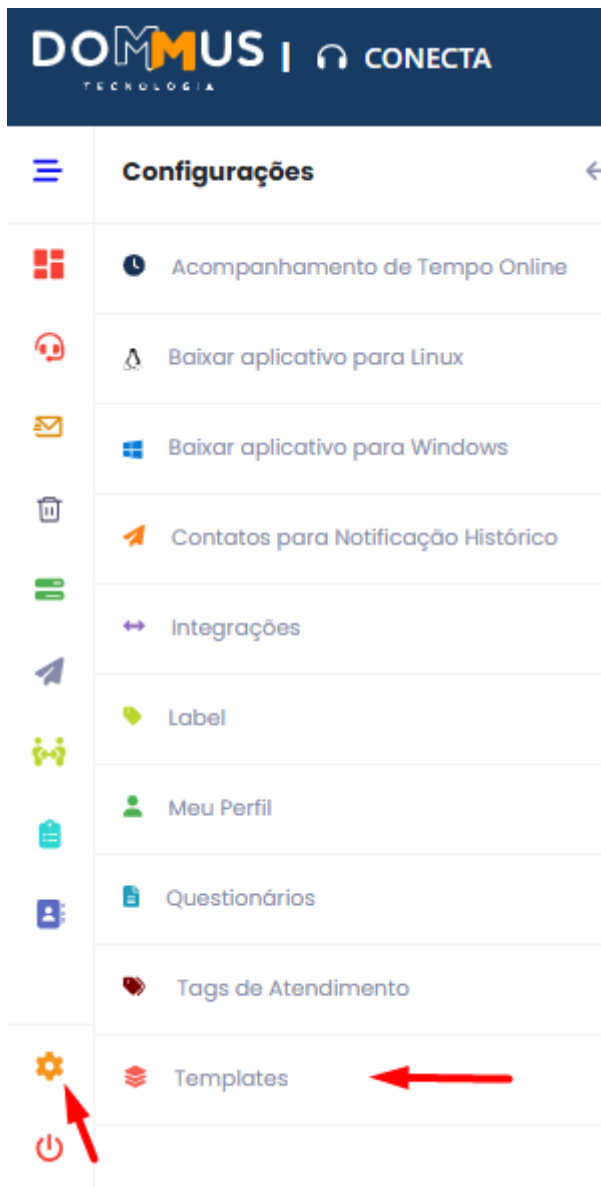 DOMMUS | CONECTA
TECNOLOGIA
Configurações
Acompanhamento de Tempo Online
Baixar aplicativo para Linux
Baixar aplicativo para Windows
Contatos para Notificação Histórico
Integrações
Label
Meu Perfil
Questionários
Tags de Atendimento
Templates